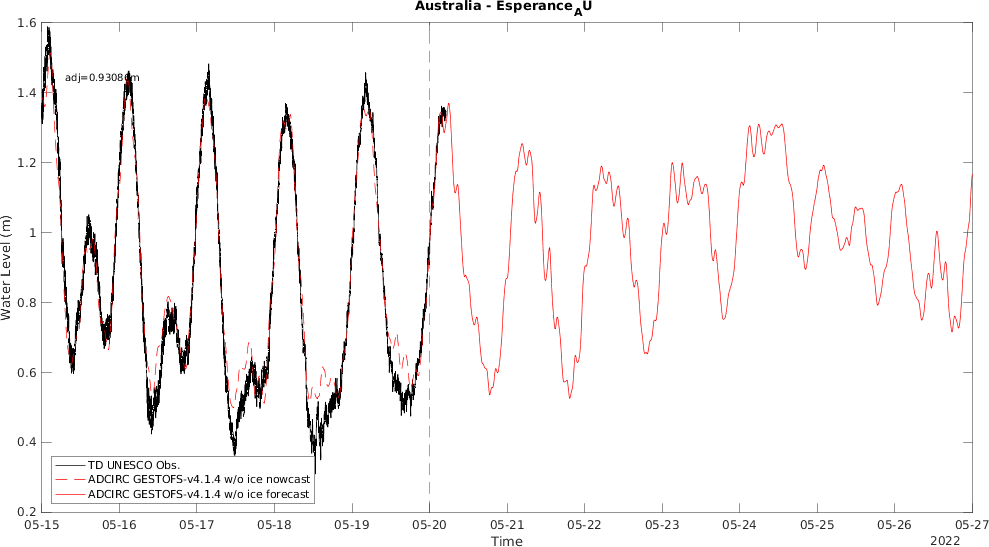 Australia - Esperance_AU
adj=0.93086m
Water Level (m)
1.6
1.4
1.2
1
0.8
0.6
0.4
0.2
TD UNESCO Obs.
ADCIRC GESTOFS-v4.1.4 w/o ice nowcast
ADCIRC GESTOFS-v4.1.4 w/o ice forecast
05-15 05-16 05-17 05-18 05-19 05-20 05-21 05-22 05-23 05-24 05-25 05-26 05-27
Time
2022